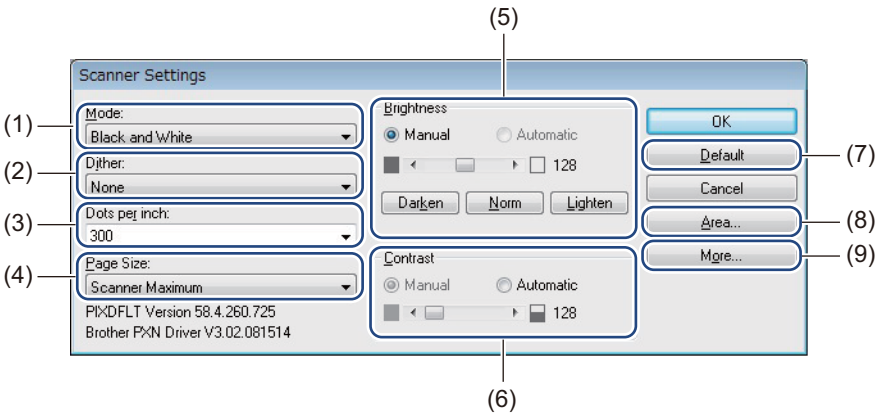 (5)
Scanner Settings
(1)
Mode:
Black and White
(2)
Dither:
None
(3)
Dots per inch:
300
(4)
Page Size:
Scanner Maximum
PIXDFLT Version 58.4.260.725
Brother PXN Driver V3.02.081514
Brightness
Manual
Automatic
128
Darken
Norm
Lighten
Contrast
Manual
Automatic
128
(6)
OK
Default
(7)
Cancel
Area...
(8)
More...
(9)